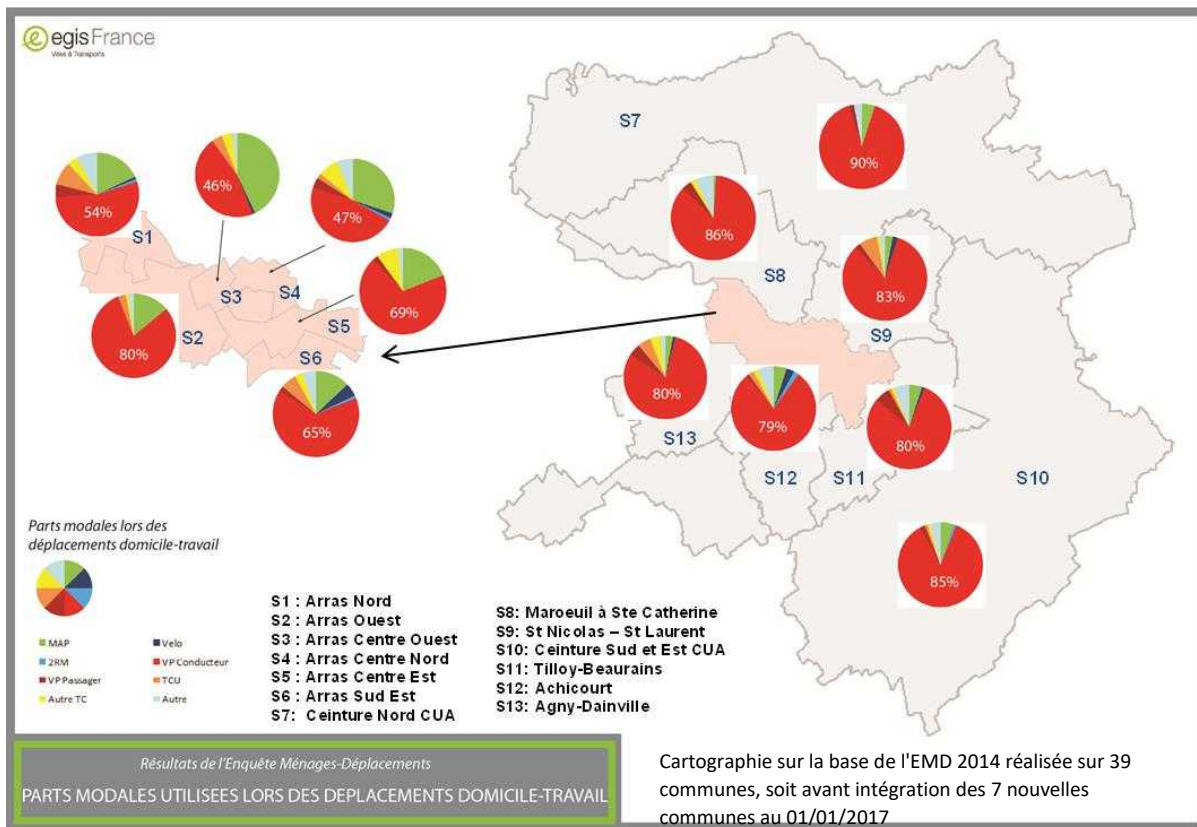 egis France
Villes & Transports
S7
90%
54%
46%
47%
S1
86%
S8
83%
S3
S4
69%
S2
S5
80%
S6
S9
65%
80%
79%
80%
S13
S12
S11
S10
85%
Parts modales lors des
déplacements domicile-travail
MAP
Velo
2RM
VP Conducteur
VP Passager
TCU
Autre TC
Autre
S1 : Arras Nord
S2 : Arras Ouest
S3 : Arras Centre Ouest
S4 : Arras Centre Nord
S5 : Arras Centre Est
S6 : Arras Sud Est
S7: Ceinture Nord CUA
S8: Maroeuil à Ste Catherine
S9: St Nicolas – St Laurent
S10: Ceinture Sud et Est CUA
S11: Tilloy-Beaurains
S12: Achicourt
S13: Agny-Dainville
Résultats de l'Enquête Ménages-Déplacements
PARTS MODALES UTILISEES LORS DES DEPLACEMENTS DOMICILE-TRAVAIL
Cartographie sur la base de l'EMD 2014 réalisée sur 39
communes, soit avant intégration des 7 nouvelles
communes au 01/01/2017